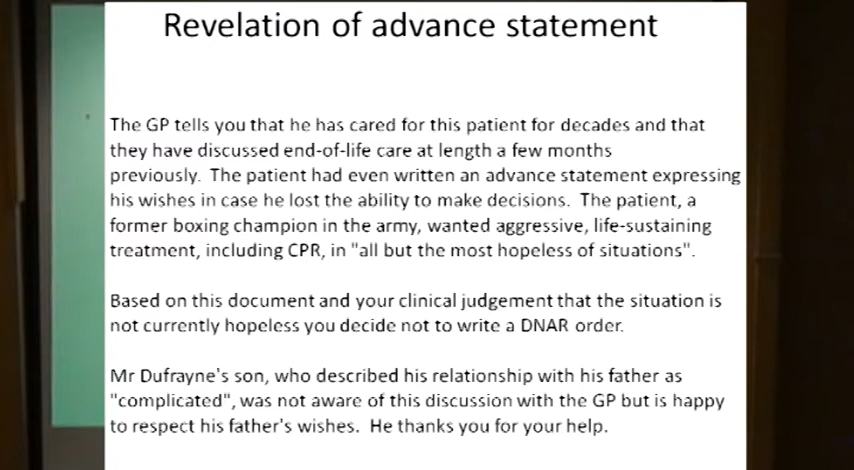 Revelation of advance statement
The GP tells you that he has cared for this patient for decades and that
they have discussed end-of-life care at length a few months
previously.  The patient had even written an advance statement expressing
his wishes in case he lost the ability to make decisions.  The patient, a
former boxing champion in the army, wanted aggressive, life-sustaining
treatment, including CPR, in "all but the most hopeless of situations".
Based on this document and your clinical judgement that the situation is
not currently hopeless you decide not to write a DNAR order.
Mr Dufrayne's son, who described his relationship with his father as
"complicated", was not aware of this discussion with the GP but is happy
to respect his father's wishes.  He thanks you for your help.